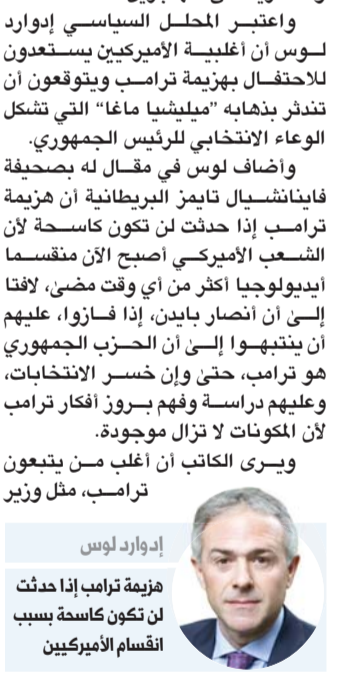 واعتبر المحلل السياسي إدوارد
لوس أن أغلبية الأميركيين يستعدون
للاحتفال بهزيمة ترامب ويتوقعون أن
تندثر بذهابه "ميليشيا ماغا" التي تشكل
الوعاء الانتخابي للرئيس الجمهوري.
وأضاف لوس في مقال له بصحيفة
فاينانشيال تايمز البريطانية أن هزيمة
ترامب إذا حدثت لن تكون كاسحة لأن
الشعب الأميركي أصبح الآن منقسما
أيديولوجيا أكثر من أي وقت مضىٰ، لافتا
إلىٰ أن أنصار بايدن، إذا فازوا، عليهم
أن ينتبهوا إلىٰ أن الحزب الجمهوري
هو ترامب، حتىٰ وإن خسر الانتخابات،
وعليهم دراسة وفهم بروز أفكار ترامب
لأن المكونات لا تزال موجودة.
ويرى الكاتب أن أغلب من يتبعون
ترامب، مثل وزير
إدوارد لوس
هزيمة ترامب إذا حدثت
لن تكون كاسحة بسبب
انقسام الأميركيين